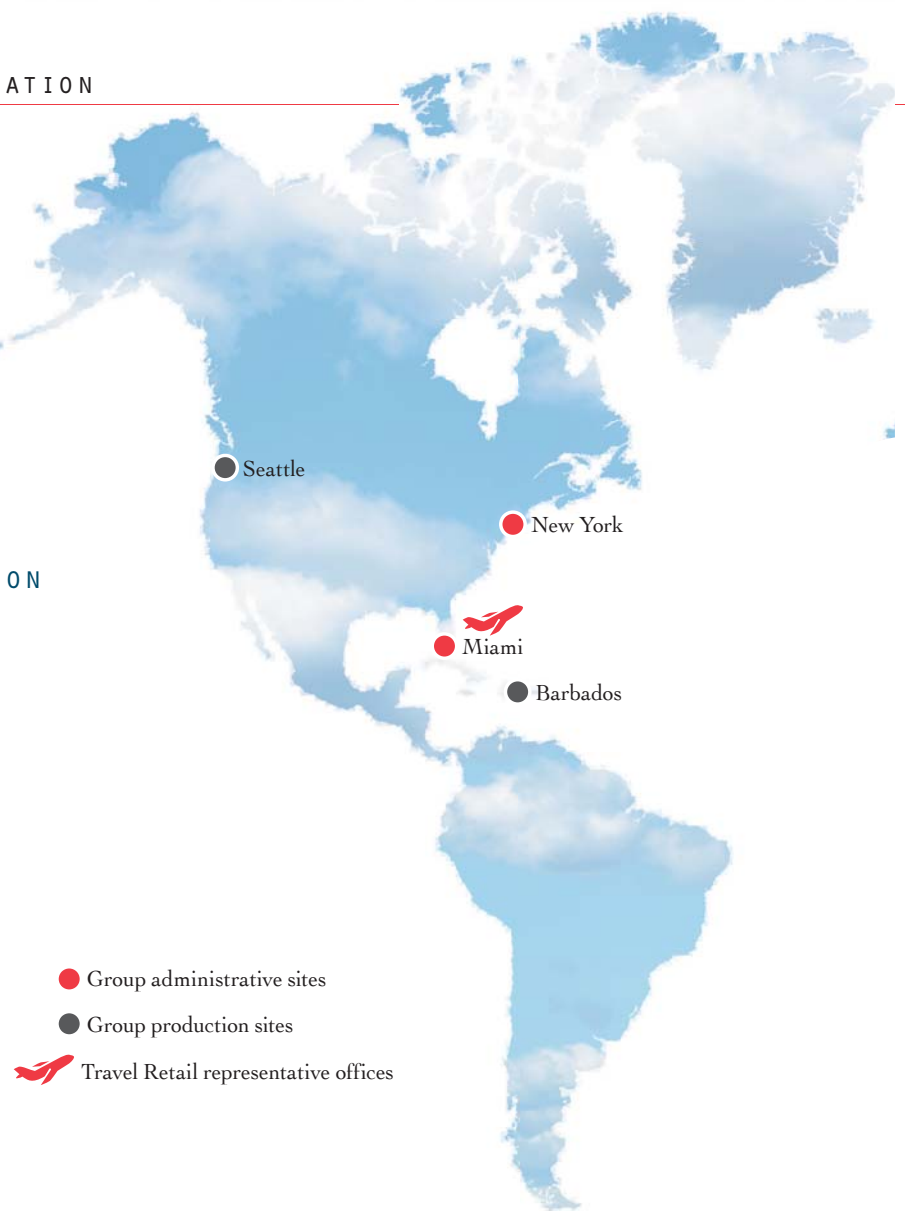 ATION
Seattle
New York
ON
Miami
Barbados
Group administrative sites
Group production sites
Travel Retail representative offices